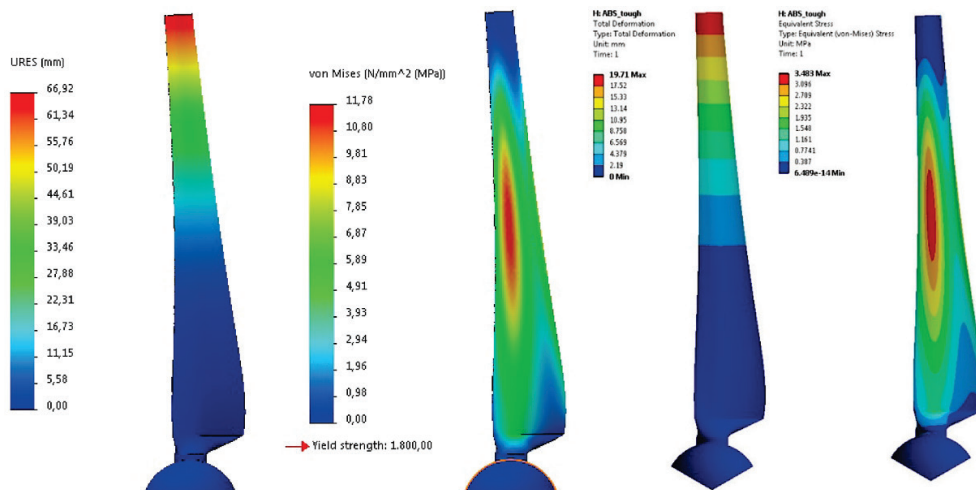 URES (mm)
66,92
61,34
55,76
50,19
44,61
39,03
33,46
27,88
22,31
16,73
11,15
5,58
0,00
von Mises (N/mm^2 (MPa))
11,78
10,80
9,81
8,83
7,85
6,87
5,89
4,91
3,93
2,94
1,96
0,98
0,00
Yield strength: 1.800,00
H: ABS_tough
Total Deformation
Type: Total Deformation
Unit: mm
Time: 1
19.71 Max
17.52
15.33
13.14
10.95
8.758
6.569
4.379
2.19
0 Min
H: ABS_tough
Equivalent Stress
Type: Equivalent (von-Mises) Stress
Unit: MPa
Time: 1
3.483 Max
3.096
2.709
2.322
1.935
1.548
1.161
0.7741
0.387
6.489e-14 Min